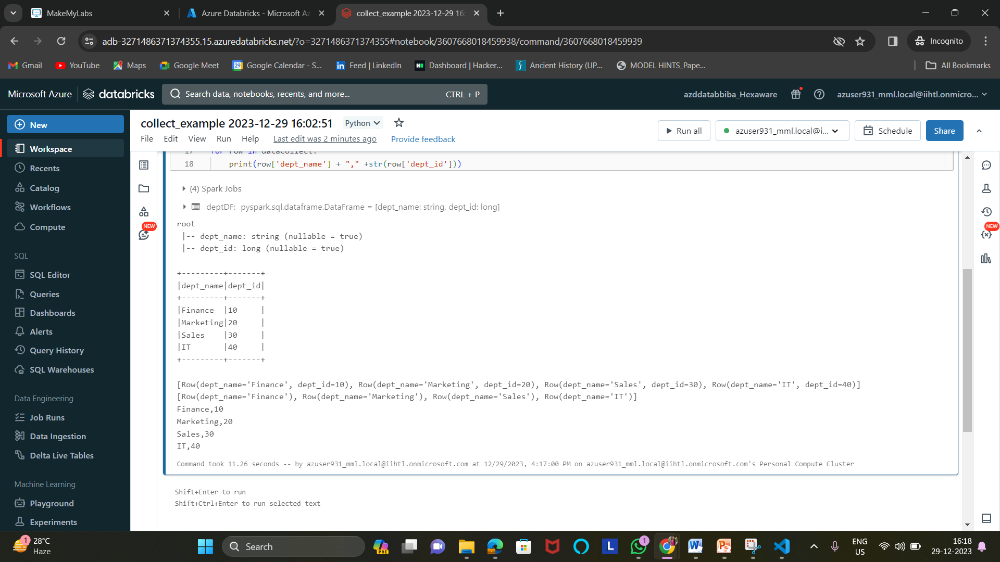 MakeMyLabs
Azure Databricks - Microsoft Az
collect_example 2023-12-29 16:
adb-3271486371374355.15.azuredatabricks.net/?o=3271486371374355#notebook/3607668018459938/command/3607668018459939
Incognito
Gmail
YouTube
Maps
Google Meet
29
Google Calendar - S...
Feed | LinkedIn
Dashboard | Hacker...
Ancient History (UP...
MODEL HINTS_Pape...
All Bookmarks
Microsoft Azure
databricks
Search data, notebooks, recents, and more...
CTRL + P
azddatabbiba_Hexaware
azuser931_mml.local@iihtl.onmicro...
New
collect_example 2023-12-29 16:02:51
Python
File Edit View Run Help
Last edit was 2 minutes ago
Provide feedback
Run all
azuser931_mml.local@i...
Schedule
Share
Workspace
Recents
Catalog
Workflows
Compute
NEW
SQL
SQL Editor
Queries
Dashboards
Alerts
Query History
SQL Warehouses
Data Engineering
Job Runs
Data Ingestion
Delta Live Tables
Machine Learning
Playground
Experiments
17 for row in dataCollect:
18 print(row['dept_name'] + "," +str(row['dept_id']))
(4) Spark Jobs
deptDF: pyspark.sql.dataframe.DataFrame = [dept_name: string, dept_id: long]
root
|-- dept_name: string (nullable = true)
|-- dept_id: long (nullable = true)
+---------+-------+
|dept_name|dept_id|
+---------+-------+
|Finance  |10     |
|Marketing|20     |
|Sales    |30     |
|IT       |40     |
+---------+-------+
[Row(dept_name='Finance', dept_id=10), Row(dept_name='Marketing', dept_id=20), Row(dept_name='Sales', dept_id=30), Row(dept_name='IT', dept_id=40)]
[Row(dept_name='Finance'), Row(dept_name='Marketing'), Row(dept_name='Sales'), Row(dept_name='IT')]
Finance,10
Marketing,20
Sales,30
IT,40
Command took 11.26 seconds -- by azuser931_mml.local@iihtl.onmicrosoft.com at 12/29/2023, 4:17:00 PM on azuser931_mml.local@iihtl.onmicrosoft.com's Personal Compute Cluster
Shift+Enter to run
Shift+Ctrl+Enter to run selected text
NEW
1
28°C
Haze
Search
PRE
L
1
ENG
US
16:18
29-12-2023